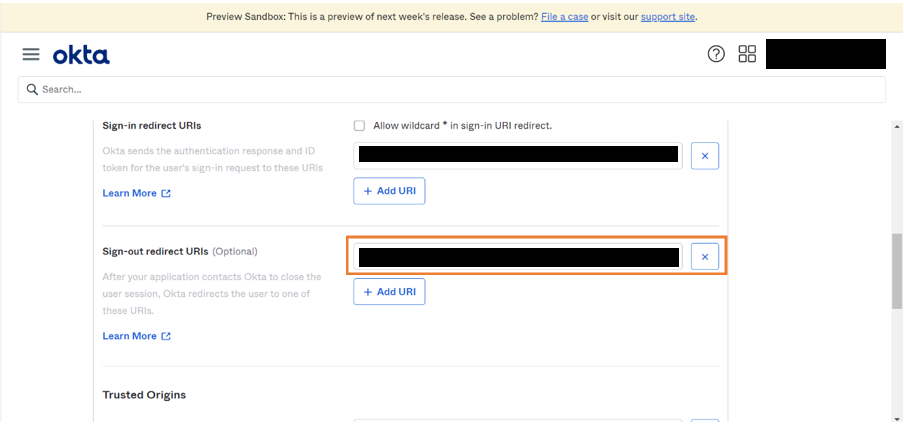 Preview Sandbox: This is a preview of next week's release. See a problem? File a case or visit our support site.
okta
Search...
Sign-in redirect URIs
Allow wildcard * in sign-in URI redirect.
Okta sends the authentication response and ID
token for the user's sign-in request to these URIs
Learn More
+ Add URI
Sign-out redirect URIs (Optional)
After your application contacts Okta to close the
user session, Okta redirects the user to one of
these URIs.
+ Add URI
Learn More
Trusted Origins